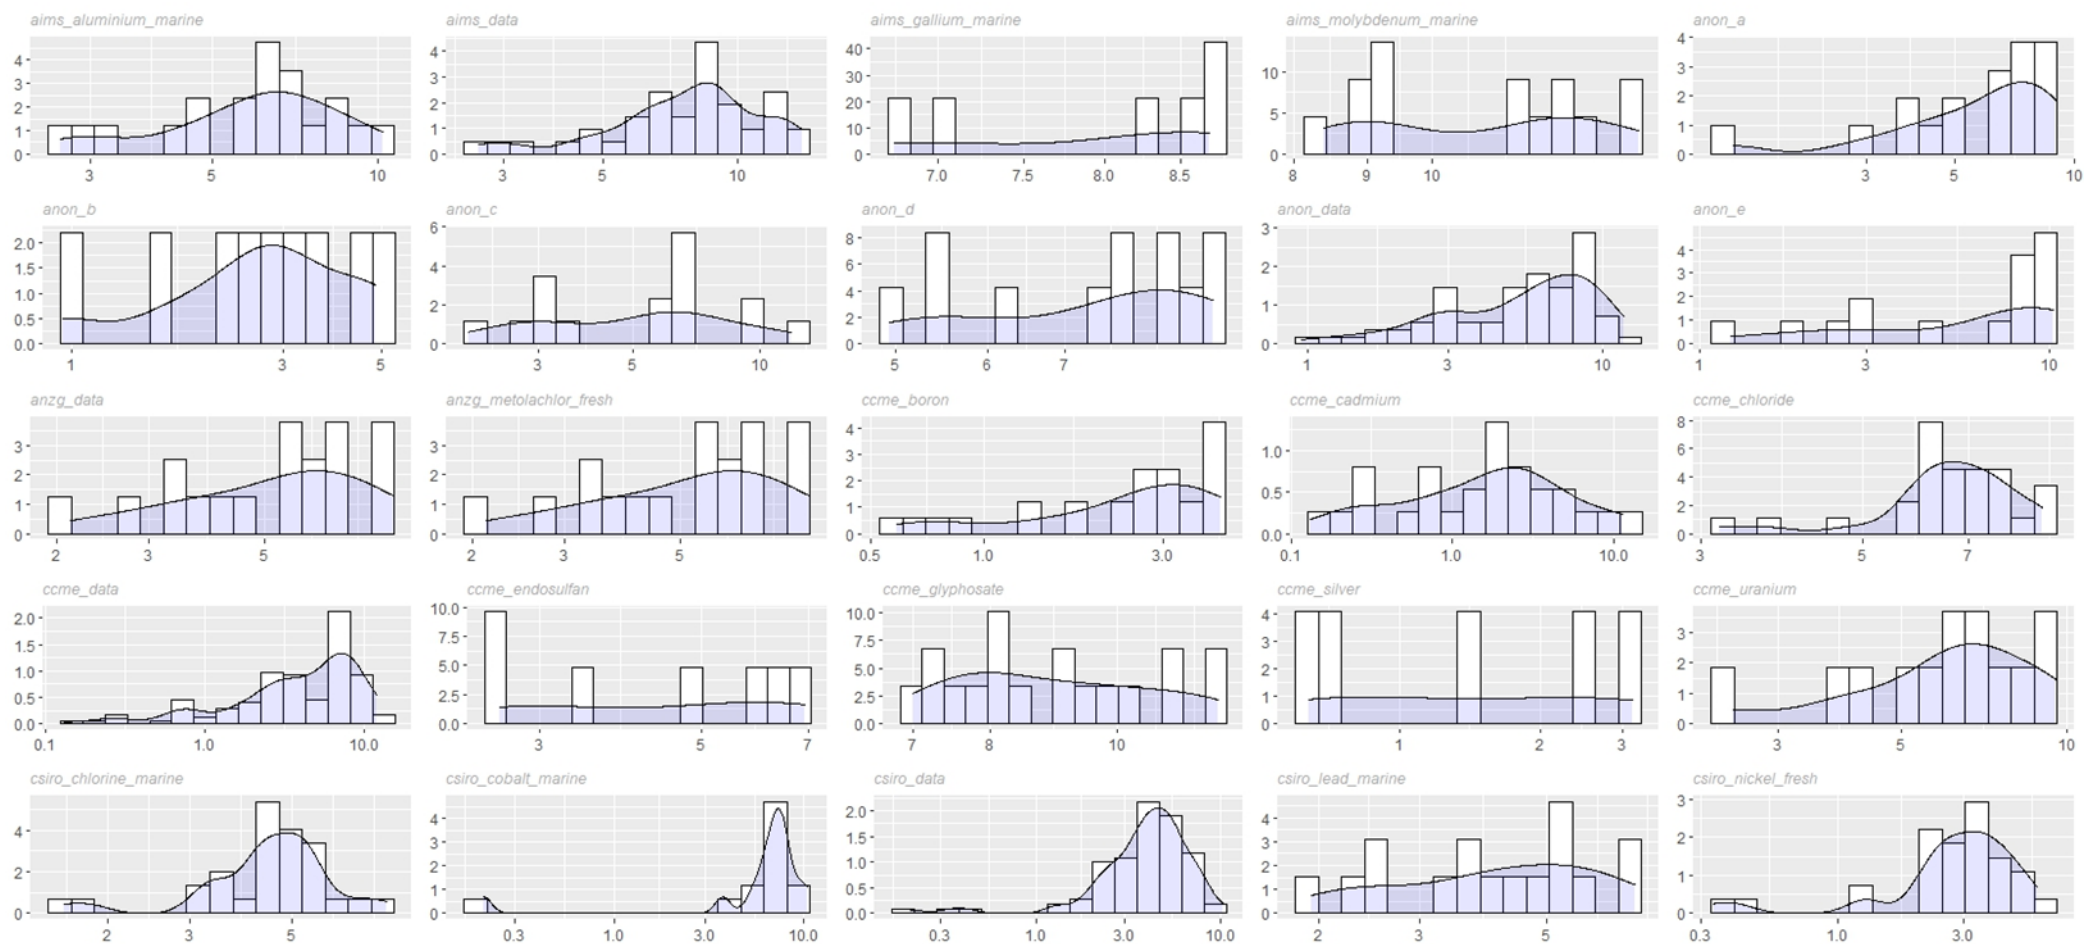 aims_aluminium_marine aims_data aims_gallium_marine aims_molybdenum_marine anon_a
4 3 2 1 0
3 5 10
4 3 2 1 0
3 5 10
40 30 20 10 0
7.0 7.5 8.0 8.5
10 5 0
8 9 10
4 3 2 1 0
3 5 10
anon_b anon_c anon_d anon_data anon_e
2.0 1.5 1.0 0.5 0.0
1 3 5
6 4 2 0
3 5 10
8 6 4 2 0
5 6 7
3 2 1 0
1 3 10
4 3 2 1 0
1 3 10
anzg_data anzg_metolachlor_fresh ccme_boron ccme_cadmium ccme_chloride
3 2 1 0
2 3 5
3 2 1 0
2 3 5
4 3 2 1 0
0.5 1.0 3.0
1.0 0.5 0.0
0.1 1.0 10.0
8 6 4 2 0
3 5 7
ccme_data ccme_endosulfan ccme_glyphosate ccme_silver ccme_uranium
2.0 1.5 1.0 0.5 0.0
0.1 1.0 10.0
10.0 7.5 5.0 2.5 0.0
3 5 7
10.0 7.5 5.0 2.5 0.0
7 8 10
4 3 2 1 0
1 2 3
3 2 1 0
3 5 10
csiro_chlorine_marine csiro_cobalt_marine csiro_data csiro_lead_marine csiro_nickel_fresh
4 2 0
2 3 5
4 3 2 1 0
0.3 1.0 3.0 10.0
2.0 1.5 1.0 0.5 0.0
0.3 1.0 3.0 10.0
4 3 2 1 0
2 3 5
3 2 1 0
0.3 1.0 3.0